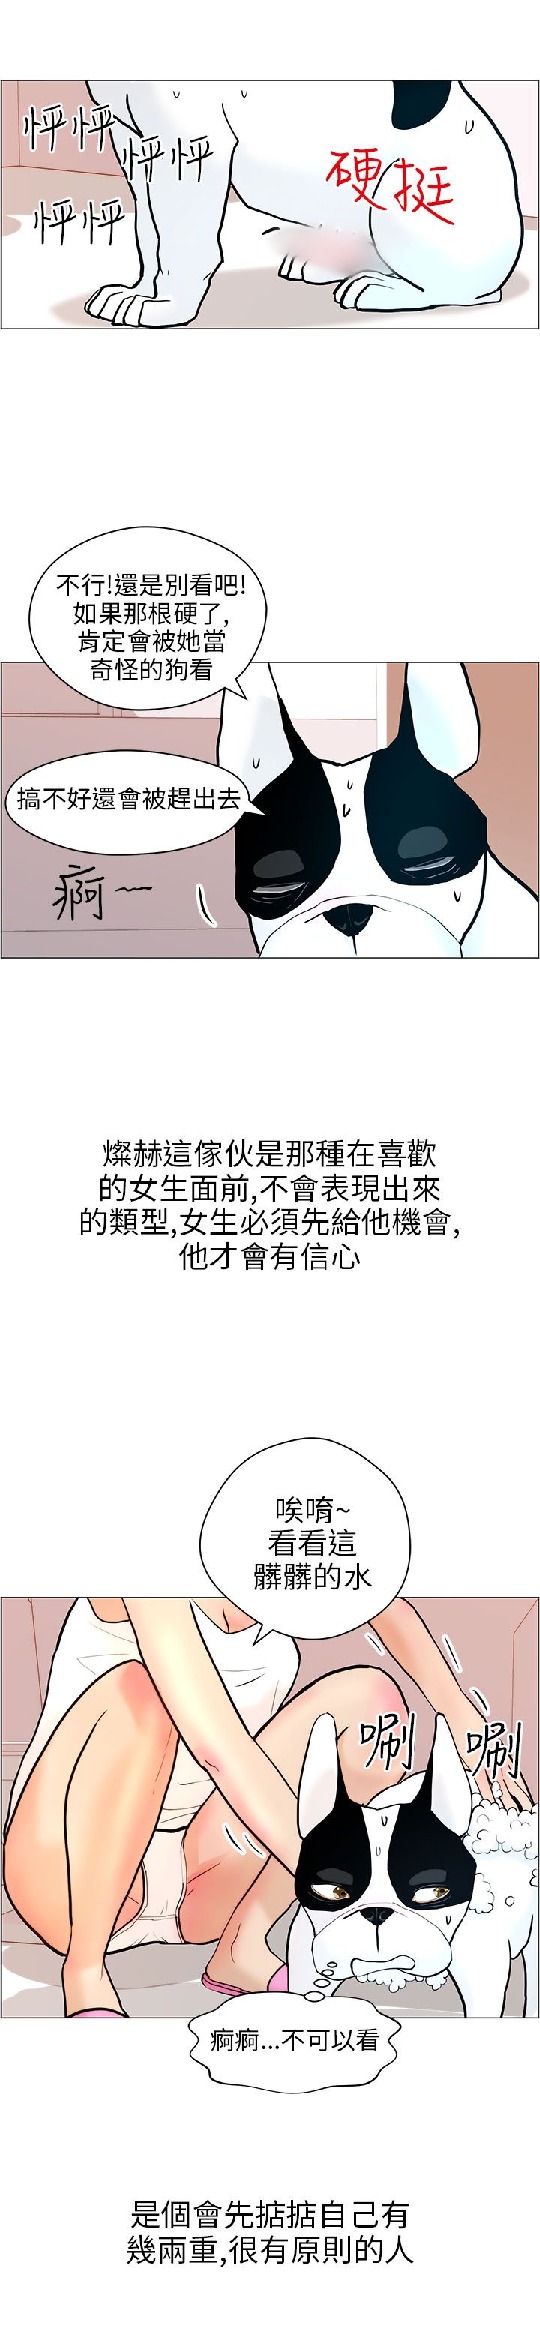 怦怦
怦怦
怦怦
硬挺
不行!還是別看吧!
如果那根硬了,
肯定會被她當
奇怪的狗看
搞不好還會被趕出去
痾~
燦赫這傢伙是那種在喜歡
的女生面前,不會表現出來
的類型,女生必須先給他機會,
他才會有信心
唉唷~
看看這
髒髒的水
唰
唰
痾痾...不可以看
是個會先掂掂自己有
幾兩重,很有原則的人